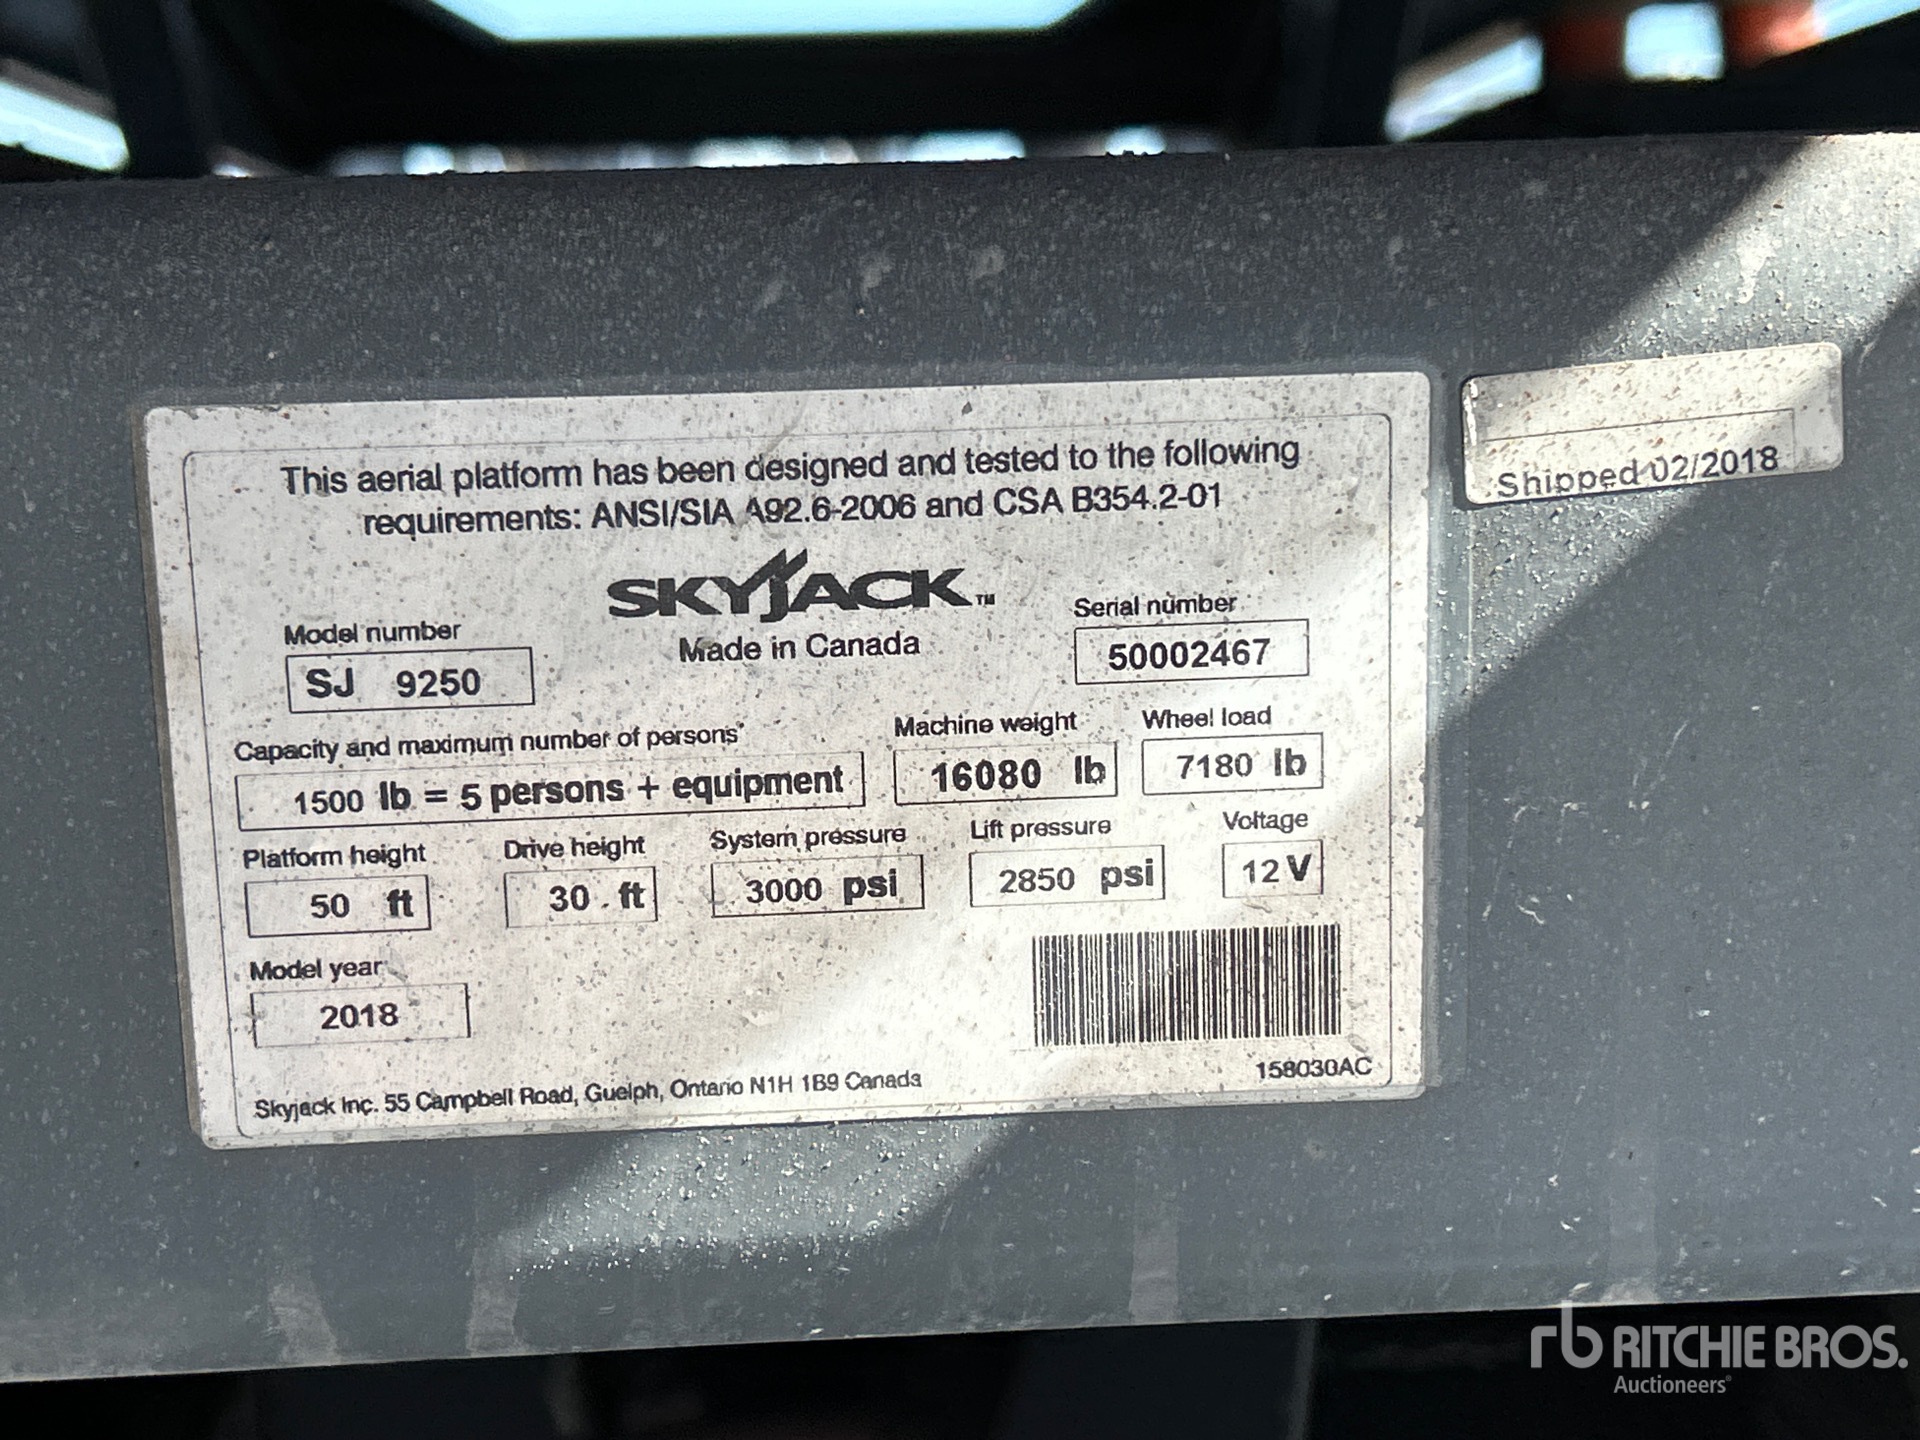 This aerial platform has been designed and tested to the following
requirements: ANSI/SIA A92.6-2006 and CSA B354.2-01
Shipped 02/2018
SKYJACK™
Made in Canada
Model number
SJ 9250
Serial number
50002467
Capacity and maximum number of persons
1500 lb = 5 persons + equipment
Machine weight
16080 lb
Wheel load
7180 lb
Platform height
50 ft
Drive height
30 ft
System pressure
3000 psi
Lift pressure
2850 psi
Voltage
12 V
Model year
2018
158030AC
Skyjack Inc. 55 Campbell Road, Guelph, Ontario N1H 1B9 Canada
rb RITCHIE BROS.
Auctioneers®